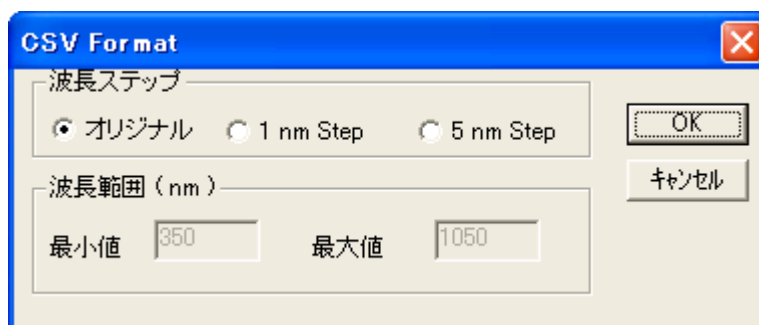 CSV Format
波長ステップ
オリジナル 1 nm Step 5 nm Step
OK
キャンセル
波長範囲 ( nm )
最小値 350 最大値 1050